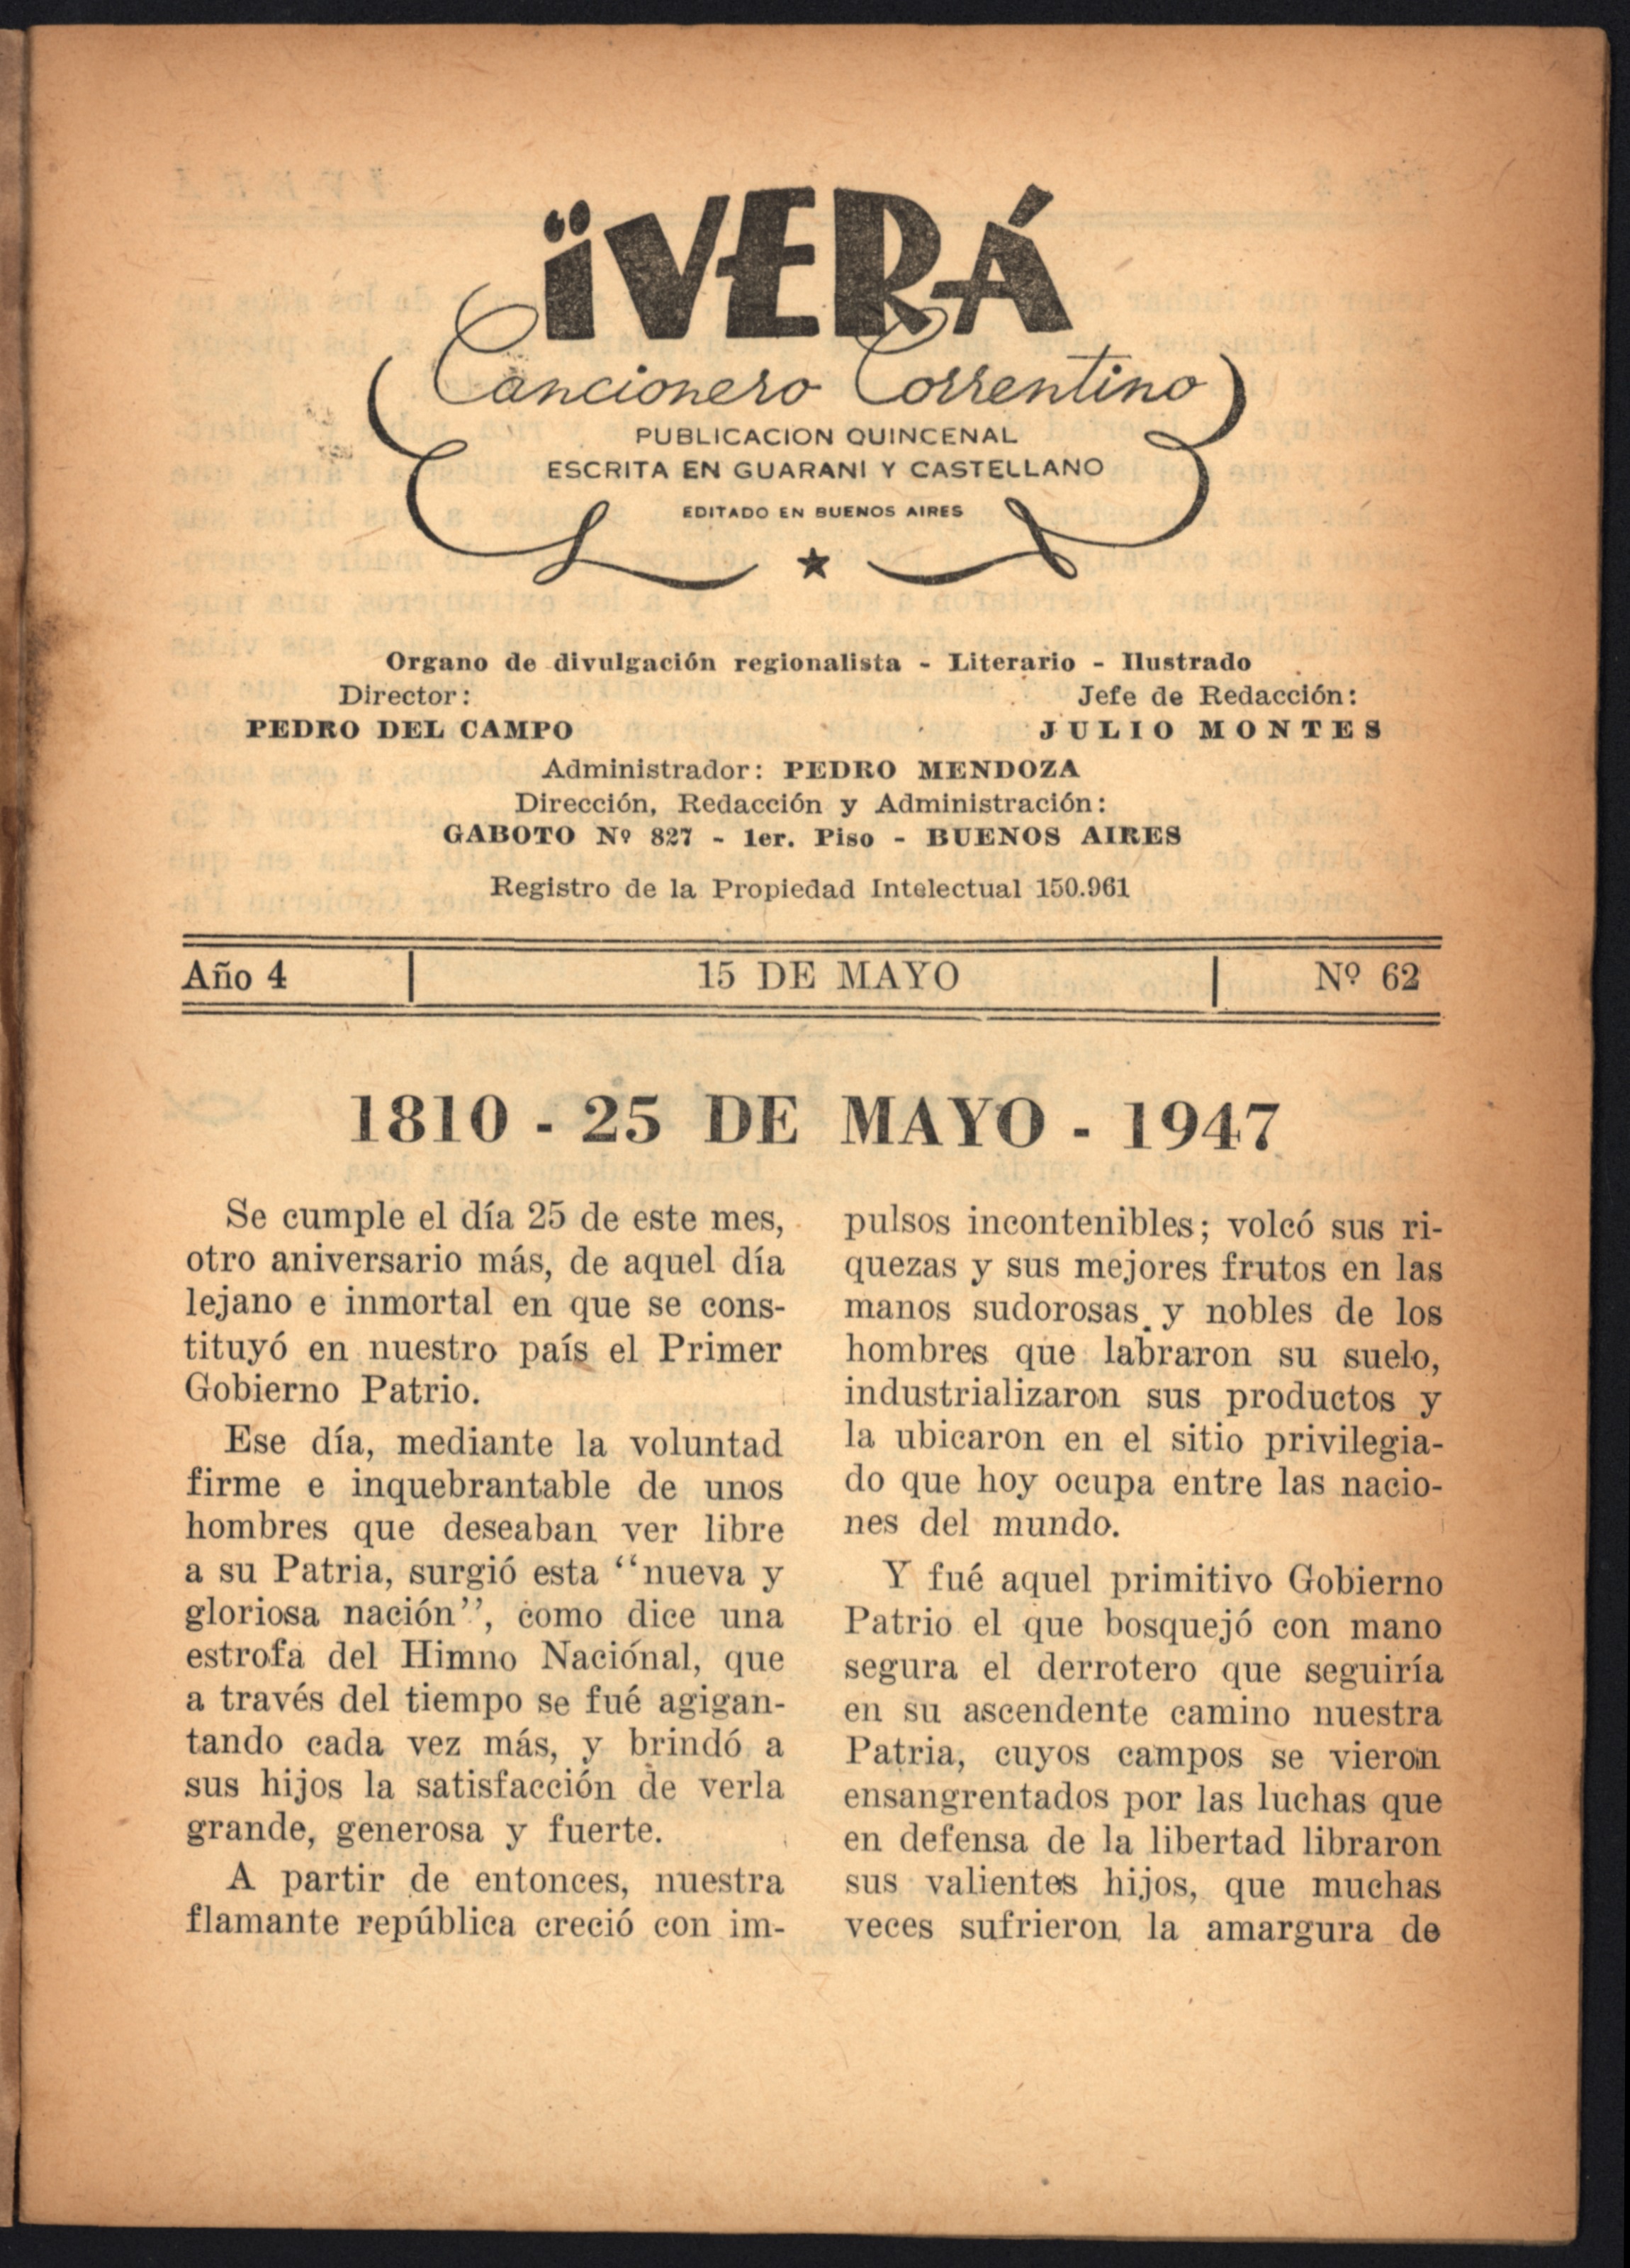 ÏVERÁ
Cancionero Correntino
PUBLICACION QUINCENAL
ESCRITA EN GUARANI Y CASTELLANO
EDITADO EN BUENOS AIRES
Organo de divulgación regionalista - Literario - Ilustrado
Director: Jefe de Redacción:
PEDRO DEL CAMPO JULIO MONTES
Administrador: PEDRO MENDOZA
Dirección, Redacción y Administración:
GABOTO Nº 827 - 1er. Piso - BUENOS AIRES
Registro de la Propiedad Intelectual 150.961
Año 4 | 15 DE MAYO | Nº 62
1810 - 25 DE MAYO - 1947
Se cumple el día 25 de este mes,
otro aniversario más, de aquel día
lejano e inmortal en que se cons-
tituyó en nuestro país el Primer
Gobierno Patrio.
Ese día, mediante la voluntad
firme e inquebrantable de unos
hombres que deseaban ver libre
a su Patria, surgió esta "nueva y
gloriosa nación", como dice una
estrofa del Himno Naciónal, que
a través del tiempo se fué agigan-
tando cada vez más, y brindó a
sus hijos la satisfacción de verla
grande, generosa y fuerte.
A partir de entonces, nuestra
flamante república creció con im-
pulsos incontenibles; volcó sus ri-
quezas y sus mejores frutos en las
manos sudorosas y nobles de los
hombres que labraron su suelo,
industrializaron sus productos y
la ubicaron en el sitio privilegia-
do que hoy ocupa entre las nacio-
nes del mundo.
Y fué aquel primitivo Gobierno
Patrio el que bosquejó con mano
segura el derrotero que seguiría
en su ascendente camino nuestra
Patria, cuyos campos se vieron
ensangrentados por las luchas que
en defensa de la libertad libraron
sus valientes hijos, que muchas
veces sufrieron la amargura de